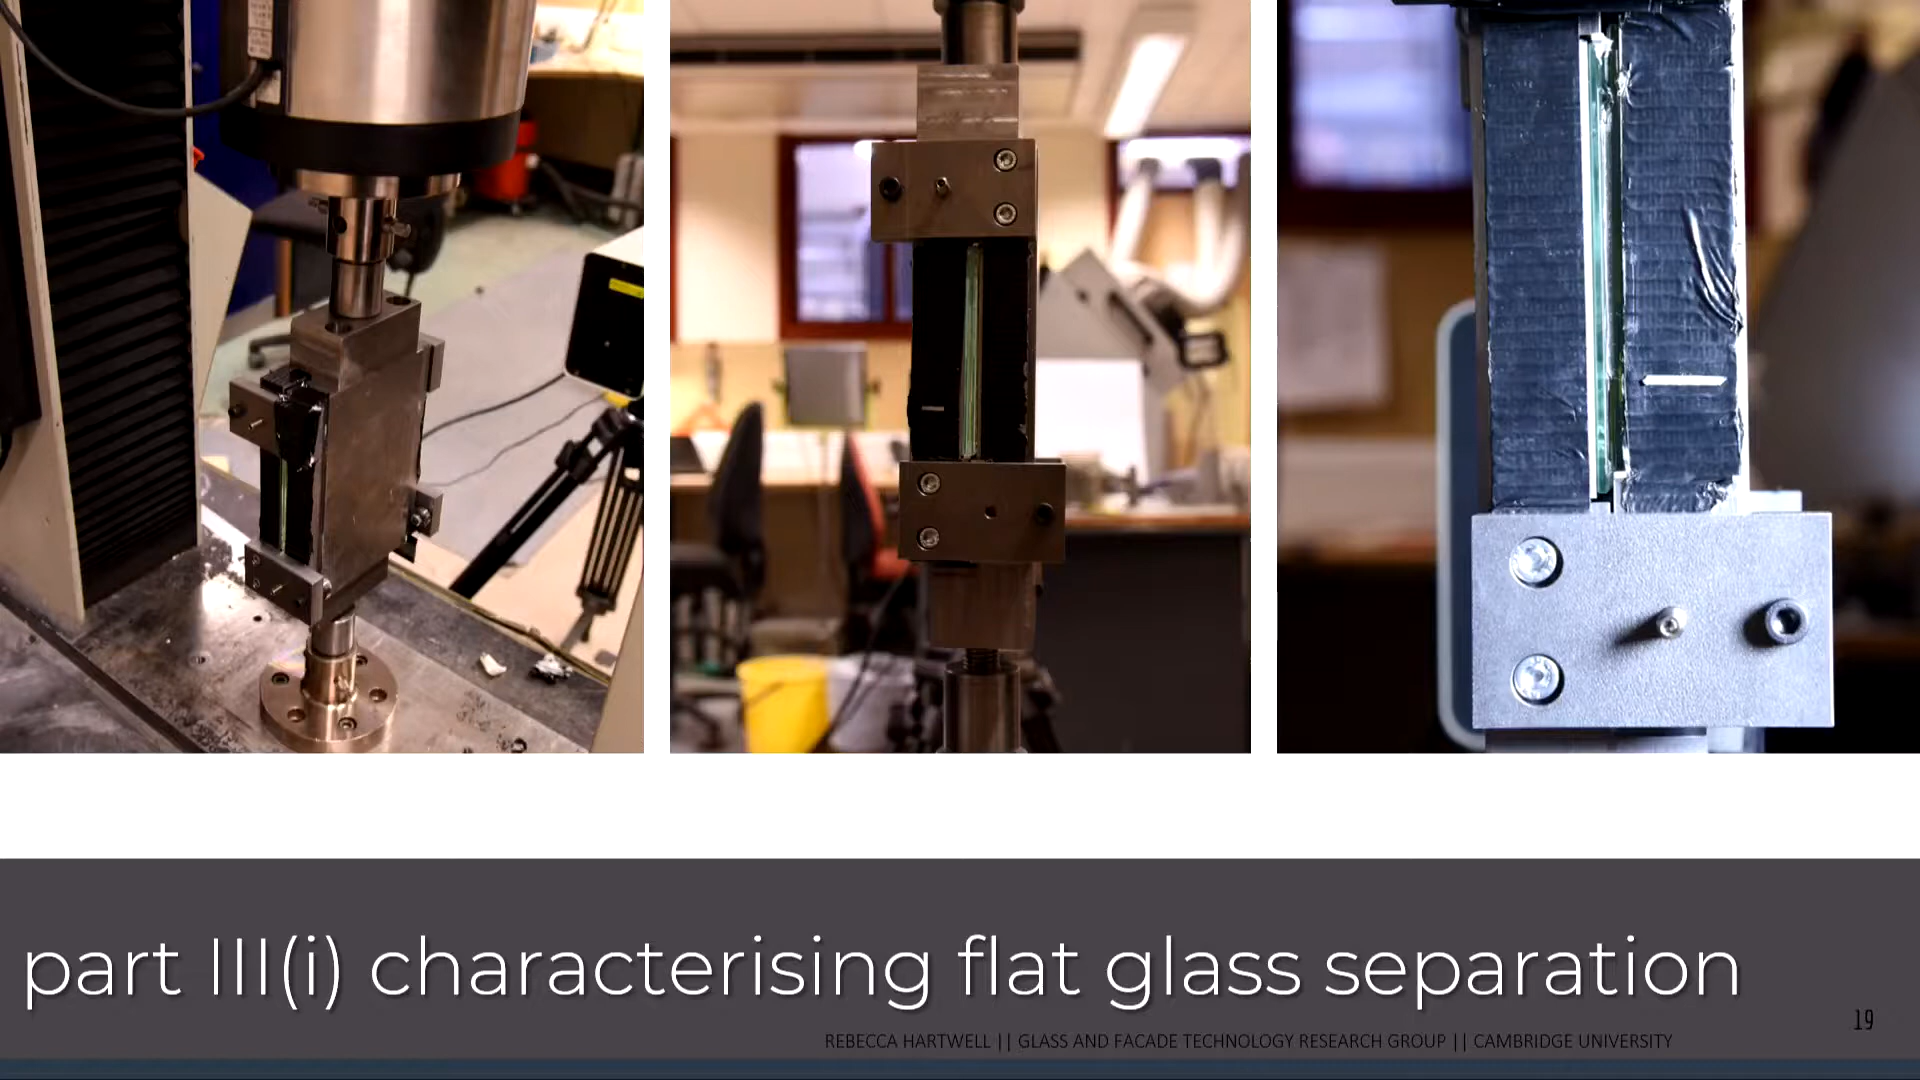 part III(i) characterising flat glass separation
19
REBECCA HARTWELL || GLASS AND FACADE TECHNOLOGY RESEARCH GROUP || CAMBRIDGE UNIVERSITY